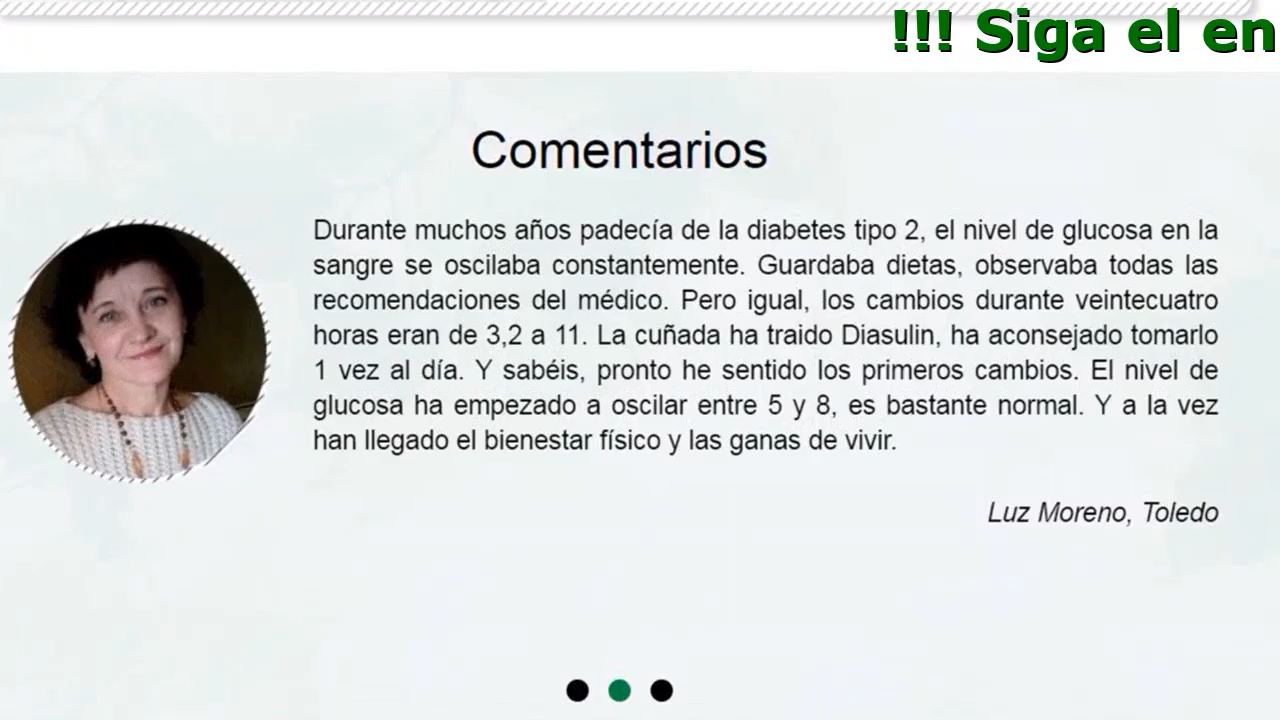 !!! Siga el en
Comentarios
Durante muchos años padecía de la diabetes tipo 2, el nivel de glucosa en la
sangre se oscilaba constantemente. Guardaba dietas, observaba todas las
recomendaciones del médico. Pero igual, los cambios durante veintecuatro
horas eran de 3,2 a 11. La cuñada ha traido Diasulin, ha aconsejado tomarlo
1 vez al día. Y sabéis, pronto he sentido los primeros cambios. El nivel de
glucosa ha empezado a oscilar entre 5 y 8, es bastante normal. Y a la vez
han llegado el bienestar físico y las ganas de vivir.
Luz Moreno, Toledo